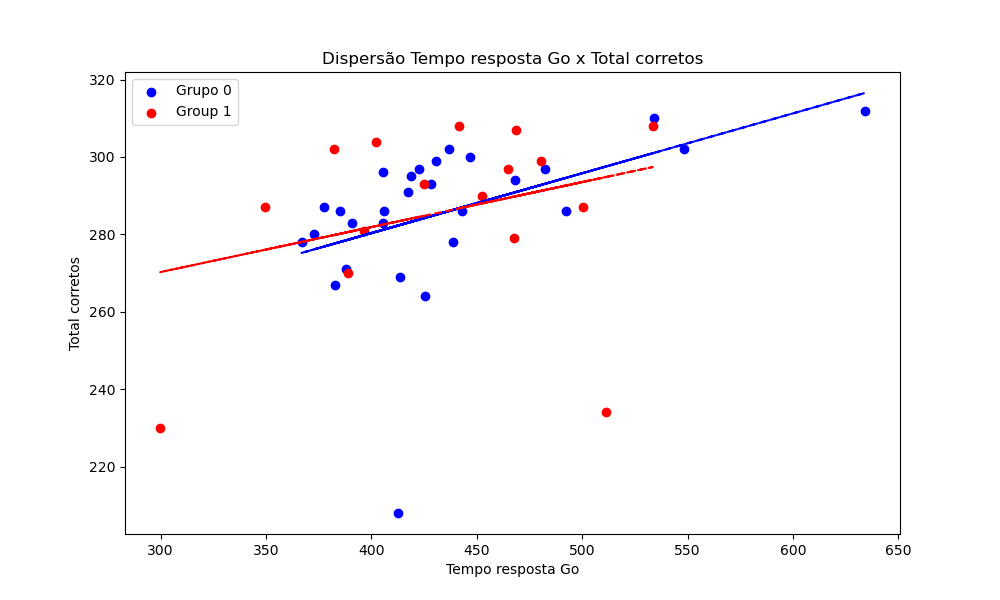 Dispersão Tempo resposta Go x Total corretos
Grupo 0
Group 1
Total corretos
320
300
280
260
240
220
300
350
400
450
500
550
600
650
Tempo resposta Go